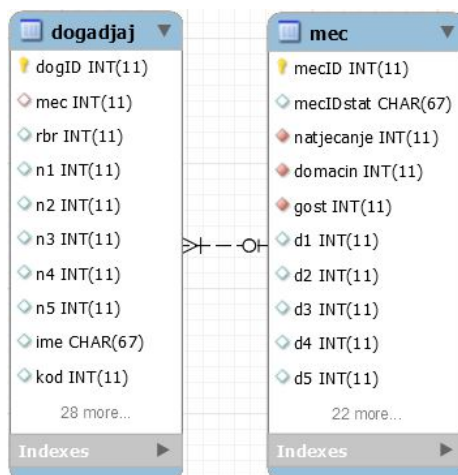 dogadjaj
dogID INT(11)
mec INT(11)
rbr INT(11)
n1 INT(11)
n2 INT(11)
n3 INT(11)
n4 INT(11)
n5 INT(11)
ime CHAR(67)
kod INT(11)
28 more...
Indexes
mec
mecID INT(11)
mecIDstat CHAR(67)
natjecanje INT(11)
domacin INT(11)
gost INT(11)
d1 INT(11)
d2 INT(11)
d3 INT(11)
d4 INT(11)
d5 INT(11)
22 more...
Indexes